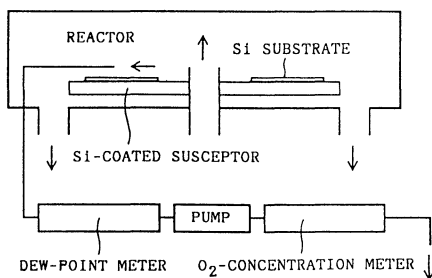 REACTOR
Si SUBSTRATE
Si-COATED SUSCEPTOR
PUMP
DEW-POINT METER
O2-CONCENTRATION METER